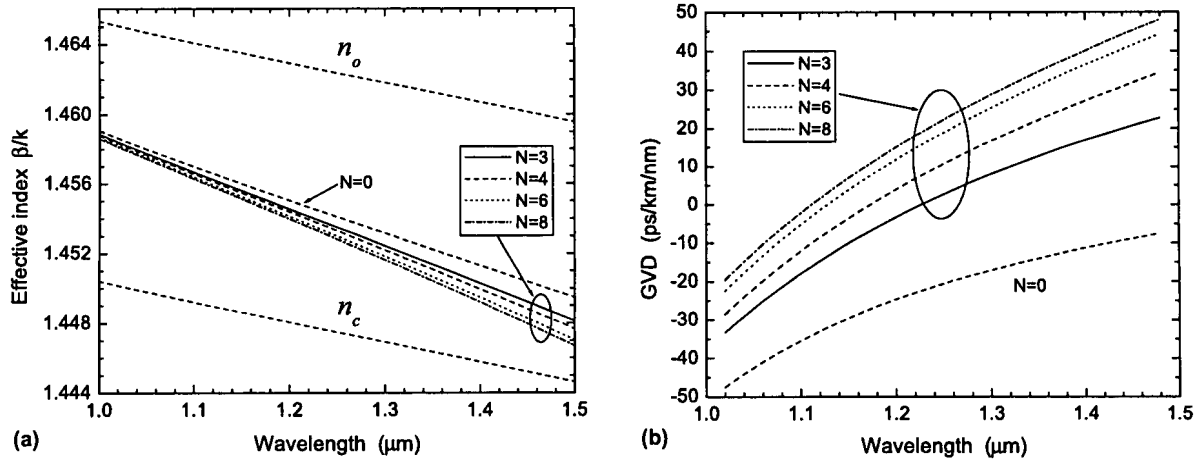 1.464
1.460
1.456
1.452
1.448
1.444
Effective index β/k
n_o
N=0
N=3
N=4
N=6
N=8
n_c
1.0 1.1 1.2 1.3 1.4 1.5
(a) Wavelength (µm)
50
40
30
20
10
0
-10
-20
-30
-40
-50
GVD (ps/km/nm)
N=3
N=4
N=6
N=8
N=0
1.0 1.1 1.2 1.3 1.4 1.5
(b) Wavelength (µm)